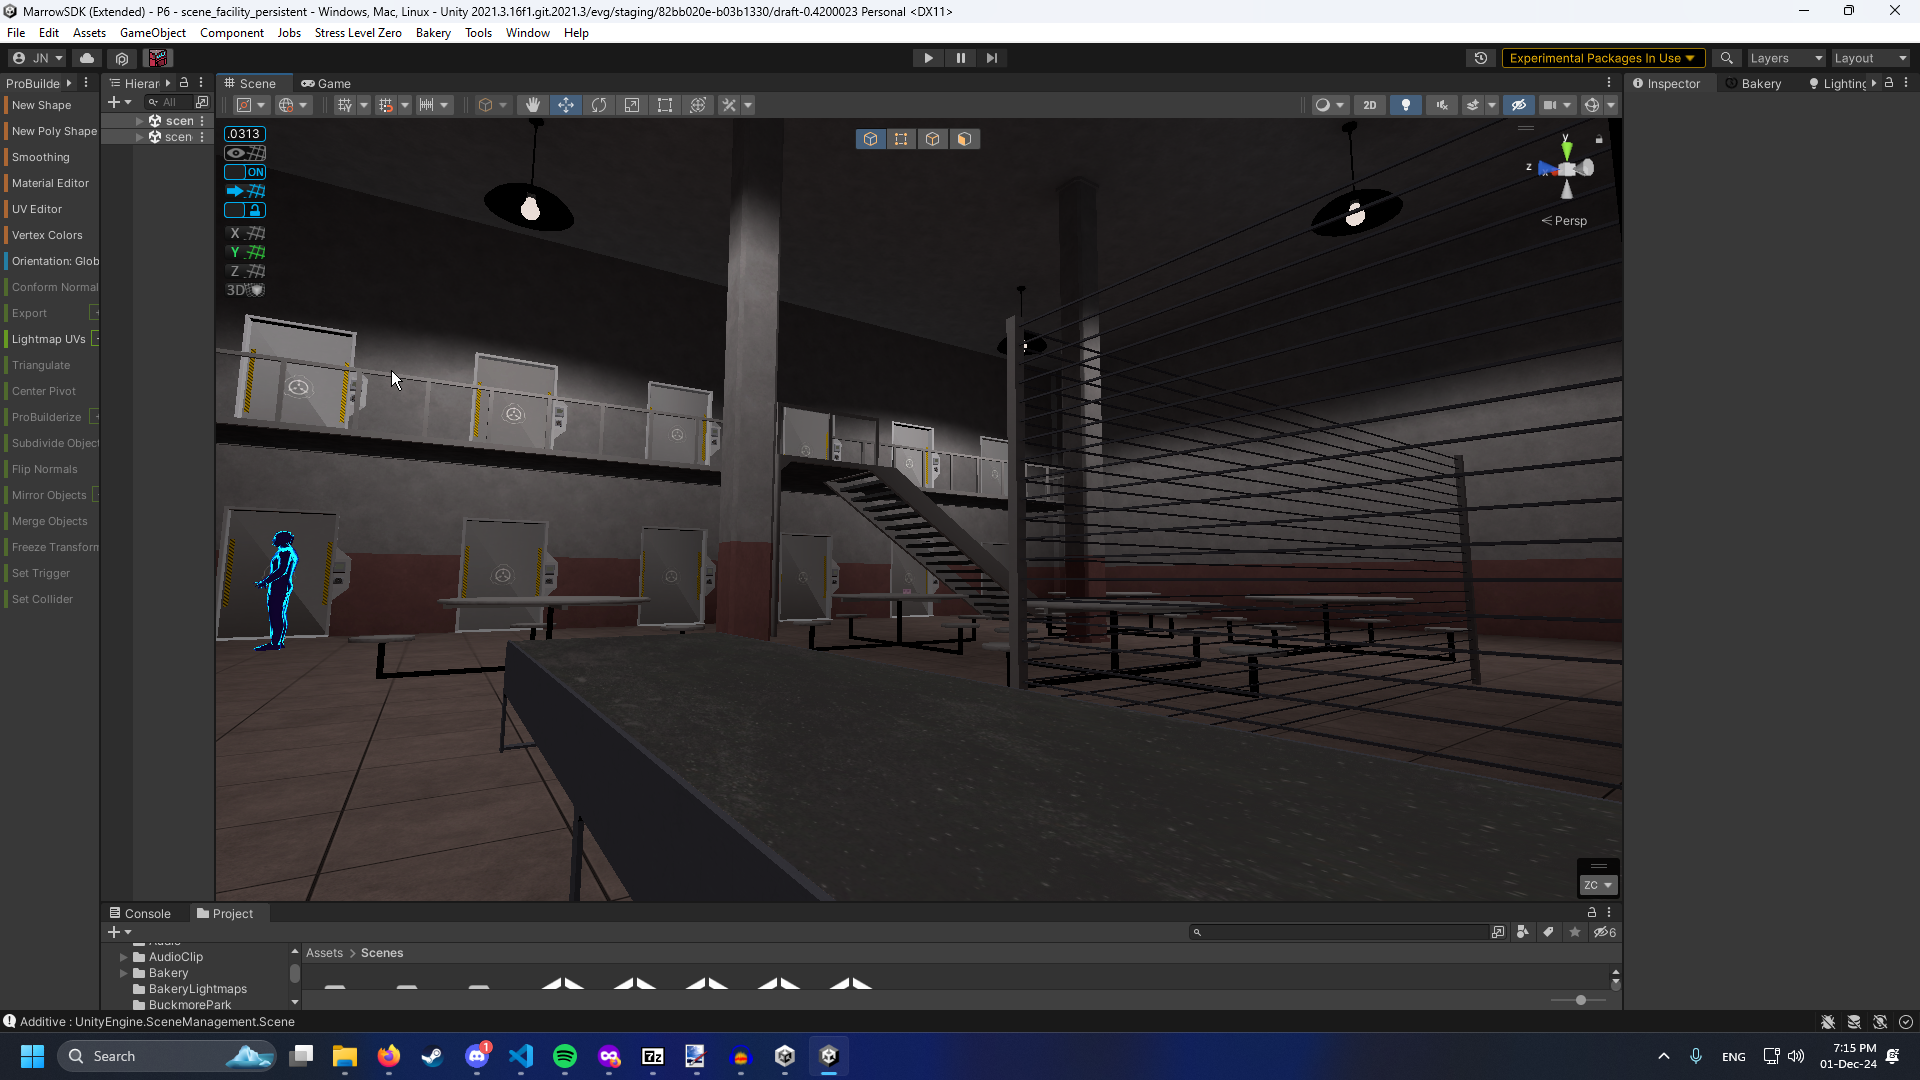 MarrowSDK (Extended) - P6 - scene_facility_persistent - Windows, Mac, Linux - Unity 2021.3.16f1.git.2021.3/evg/staging/82bb020e-b03b1330/draft-0.4200023 Personal <DX11>
File Edit Assets GameObject Component Jobs Stress Level Zero Bakery Tools Window Help
JN Experimental Packages In Use Layers Layout
ProBuilde Hierar Scene Game Inspector Bakery Lighting
New Shape
All
2D
scen
scen
New Poly Shape
Smoothing
Material Editor
UV Editor
Vertex Colors
Orientation: Glob
Conform Normal
Export
Lightmap UVs
Triangulate
Center Pivot
ProBuilderize
Subdivide Object
Flip Normals
Mirror Objects
Merge Objects
Freeze Transform
Set Trigger
Set Collider
.0313
ON
X
Y
Z
3D
y
z
x
< Persp
ZC
Console Project
6
Audio
AudioClip
Bakery
BakeryLightmaps
BuckmorePark
Assets > Scenes
Additive : UnityEngine.SceneManagement.Scene
Search
1
7z
ENG
7:15 PM
01-Dec-24